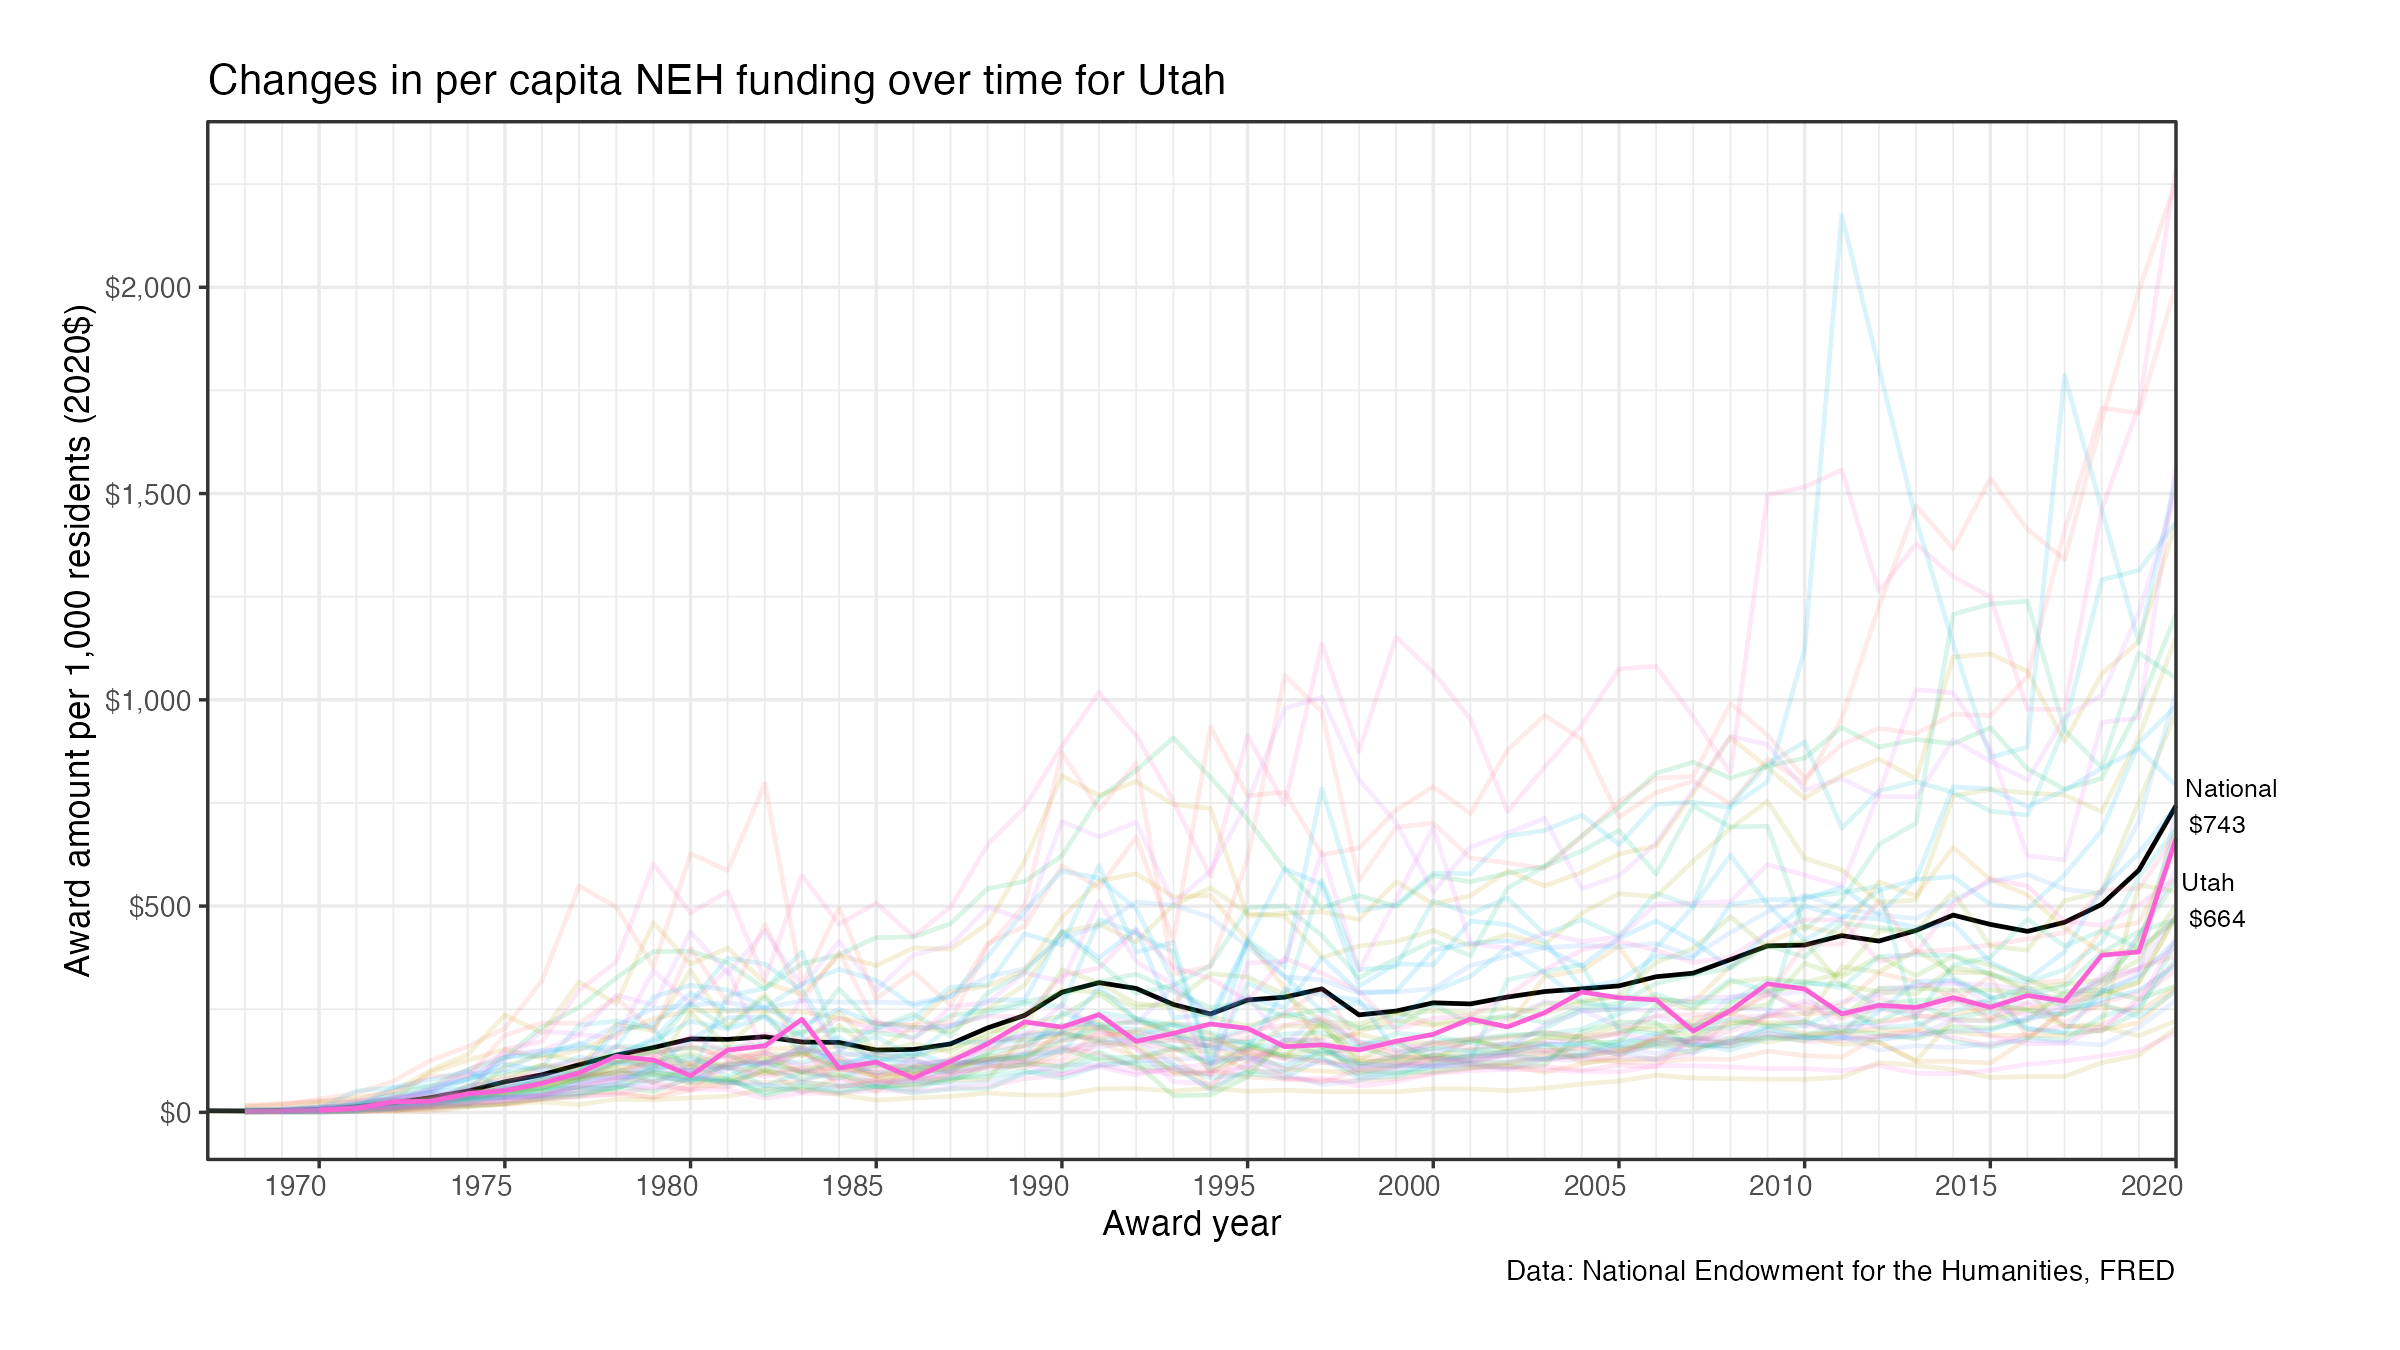 Changes in per capita NEH funding over time for Utah
Award amount per 1,000 residents (2020$)
$2,000
$1,500
$1,000
$500
$0
National
$743
Utah
$664
1970 1975 1980 1985 1990 1995 2000 2005 2010 2015 2020
Award year
Data: National Endowment for the Humanities, FRED